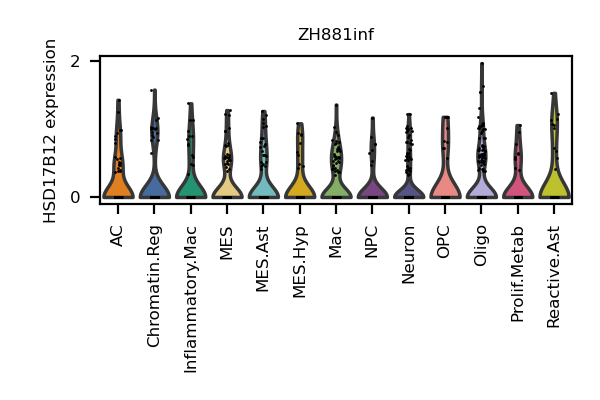 ZH881inf
HSD17B12 expression
2
0
AC
Chromatin.Reg
Inflammatory.Mac
MES
MES.Ast
MES.Hyp
Mac
NPC
Neuron
OPC
Oligo
Prolif.Metab
Reactive.Ast